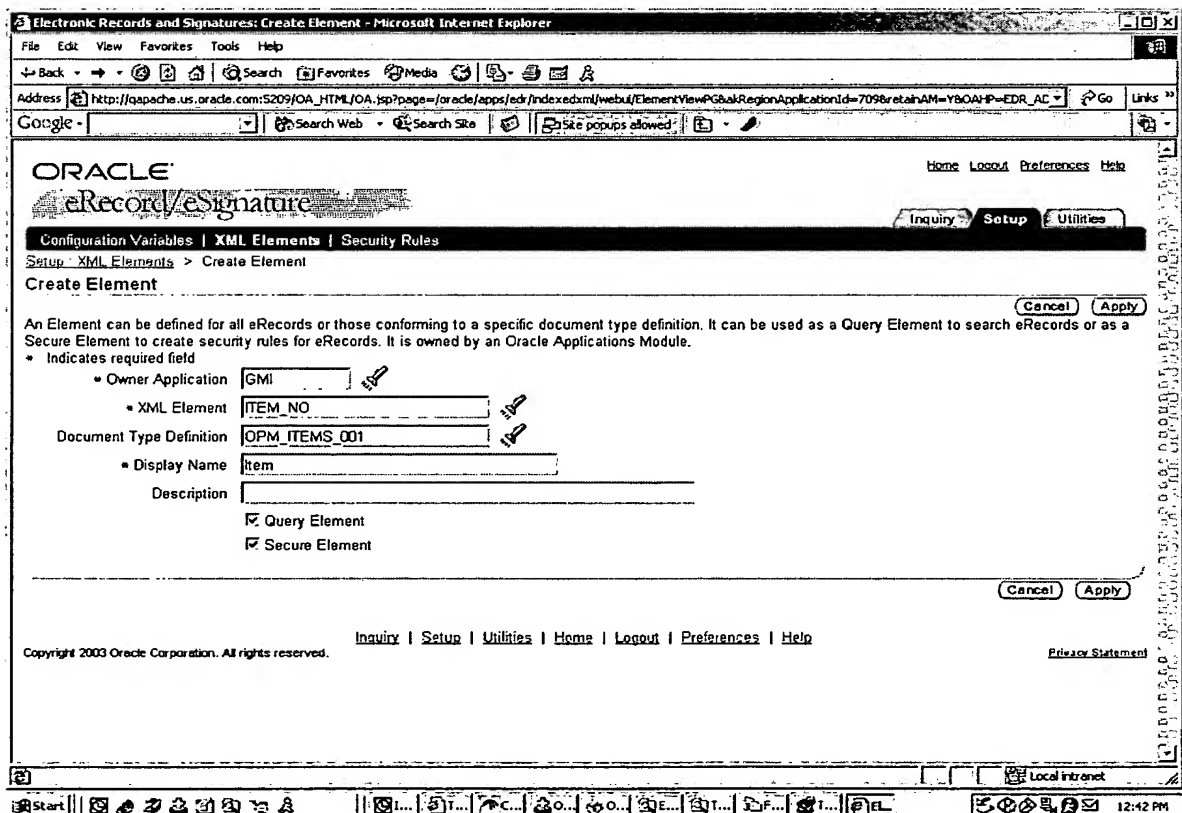 Electronic Records and Signatures: Create Element - Microsoft Internet Explorer
File Edit View Favorites Tools Help
Back Search Favorites Media
Address http://qapache.us.oracle.com:5209/OA_HTML/OA.jsp?page=/oracle/apps/edr/indexedxml/webui/ElementViewPG&akRegionApplicationId=709&retainAM=Y&OAHP=EDR_AC Go Links »
Google - Search Web Search Site Site popups allowed
ORACLE
Home Logout Preferences Help
eRecord/eSignature
Inquiry Setup Utilities
Configuration Variables | XML Elements | Security Rules
Setup : XML Elements > Create Element
Create Element
Cancel Apply
An Element can be defined for all eRecords or those conforming to a specific document type definition. It can be used as a Query Element to search eRecords or as a
Secure Element to create security rules for eRecords. It is owned by an Oracle Applications Module.
* Indicates required field
* Owner Application GMI
* XML Element ITEM_NO
Document Type Definition OPM_ITEMS_001
* Display Name Item
Description
Query Element
Secure Element
Cancel Apply
Inquiry | Setup | Utilities | Home | Logout | Preferences | Help
Copyright 2003 Oracle Corporation. All rights reserved. Privacy Statement
Local intranet
Start I... T... C... O... o... E... T... F... I... EL... 12:42 PM